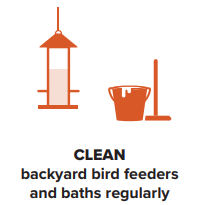 CLEAN
backyard bird feeders
and baths regularly